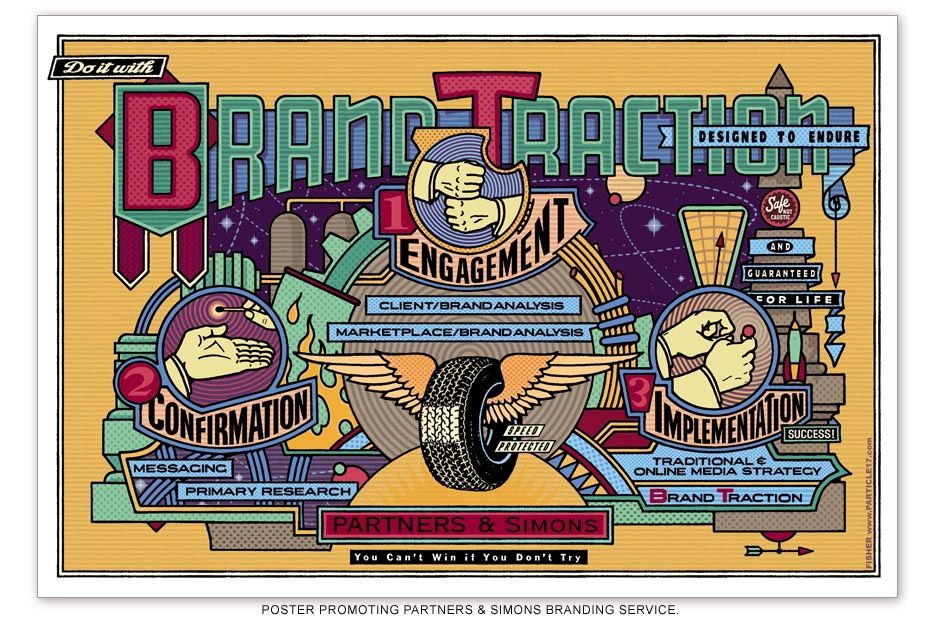 Do it with
BRAND TRACTION
DESIGNED TO ENDURE
Safe
NOT
CAUSTIC
AND
GUARANTEED
FOR LIFE
1
ENGAGEMENT
CLIENT/BRAND ANALYSIS
MARKETPLACE/BRAND ANALYSIS
2
CONFIRMATION
MESSAGING
PRIMARY RESEARCH
SPEED
PROTECTED
3
IMPLEMENTATION
SUCCESS!
TRADITIONAL &
ONLINE MEDIA STRATEGY
BRAND TRACTION
PARTNERS & SIMONS
You Can't Win if You Don't Try
FISHER www.PARTICLE17.com
POSTER PROMOTING PARTNERS & SIMONS BRANDING SERVICE.